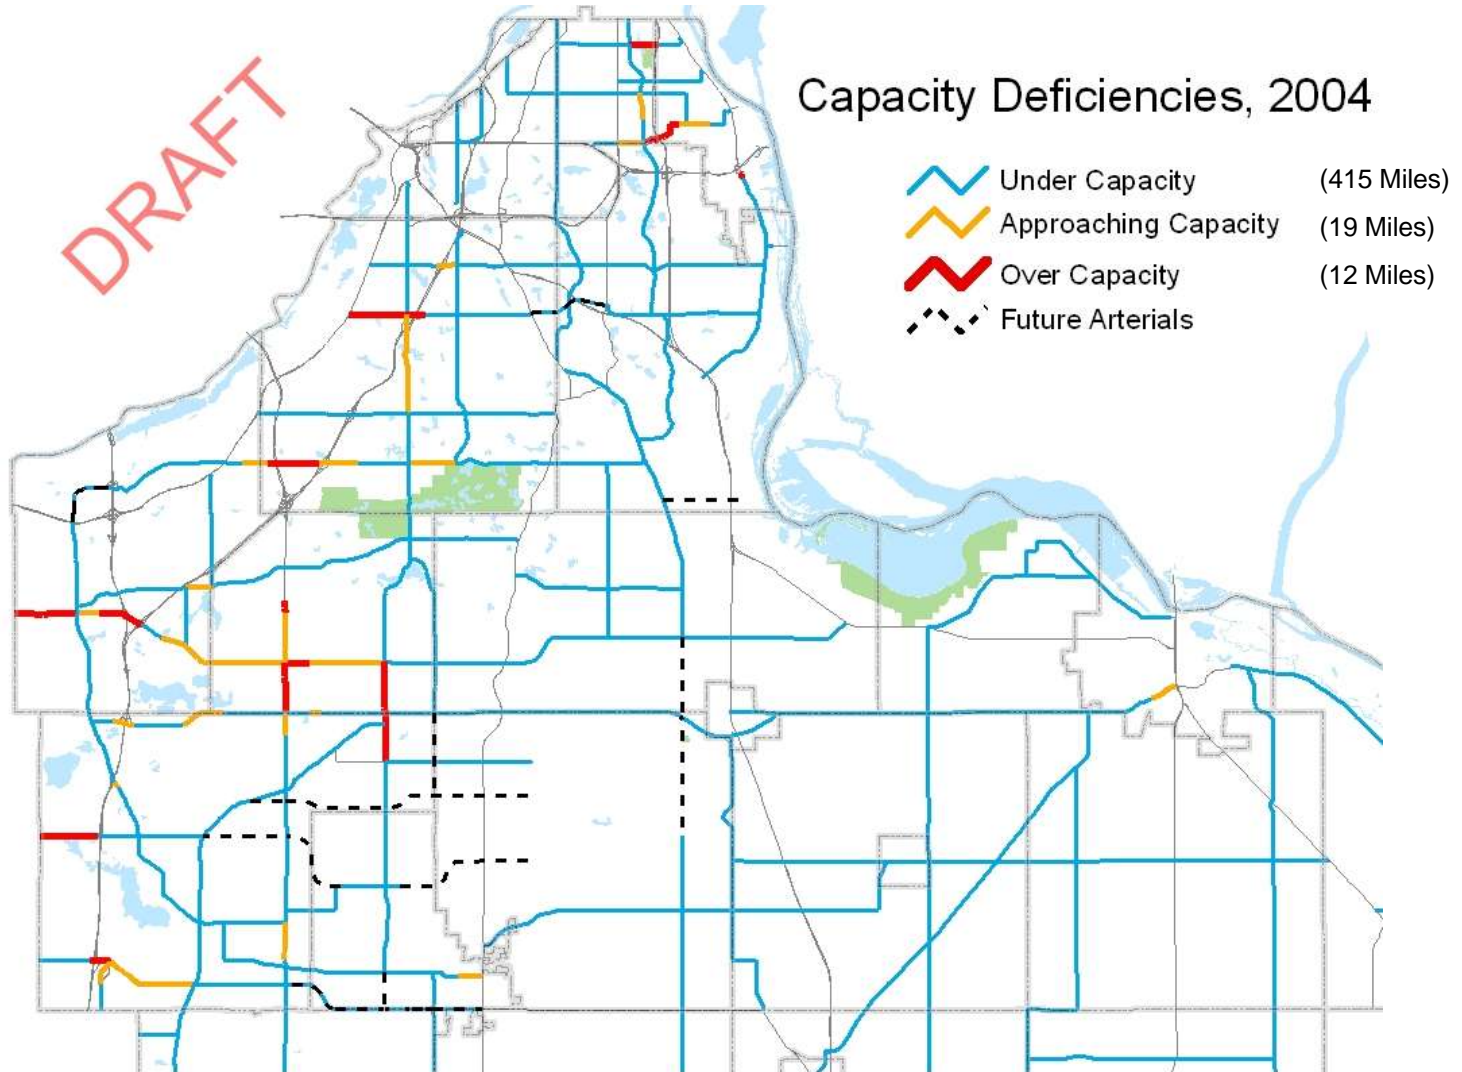 DRAFT
Capacity Deficiencies, 2004
Under Capacity (415 Miles)
Approaching Capacity (19 Miles)
Over Capacity (12 Miles)
Future Arterials